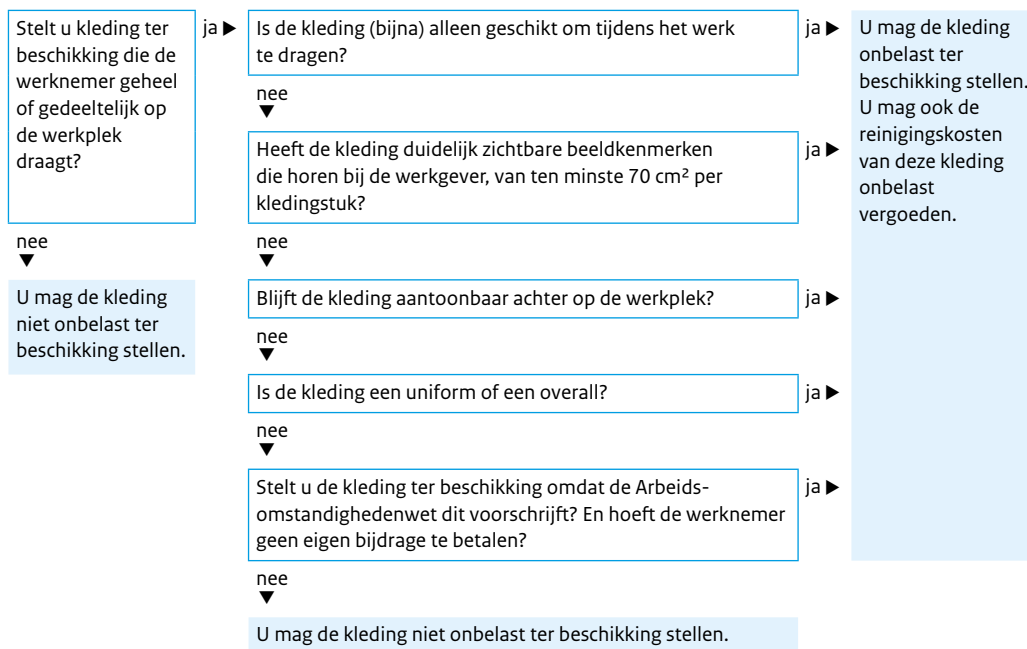 Stelt u kleding ter
beschikking die de
werknemer geheel
of gedeeltelijk op
de werkplek
draagt?
ja ▶
nee
▼
U mag de kleding
niet onbelast ter
beschikking stellen.
Is de kleding (bijna) alleen geschikt om tijdens het werk
te dragen?
ja ▶
nee
▼
Heeft de kleding duidelijk zichtbare beeldkenmerken
die horen bij de werkgever, van ten minste 70 cm² per
kledingstuk?
ja ▶
nee
▼
Blijft de kleding aantoonbaar achter op de werkplek?
ja ▶
nee
▼
Is de kleding een uniform of een overall?
ja ▶
nee
▼
Stelt u de kleding ter beschikking omdat de Arbeids-
omstandighedenwet dit voorschrijft? En hoeft de werknemer
geen eigen bijdrage te betalen?
ja ▶
nee
▼
U mag de kleding niet onbelast ter beschikking stellen.
U mag de kleding
onbelast ter
beschikking stellen.
U mag ook de
reinigingskosten
van deze kleding
onbelast
vergoeden.